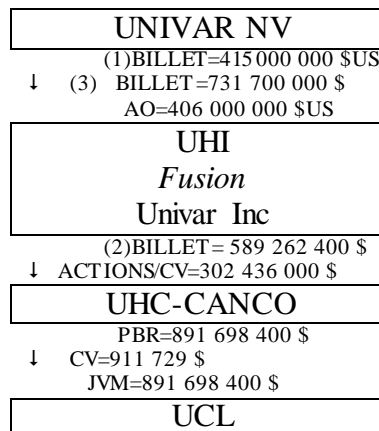 UNIVAR NV
(1)BILLET=415 000 000 $US
↓ (3) BILLET=731 700 000 $
AO=406 000 000 $US
UHI
Fusion
Univar Inc
(2)BILLET= 589 262 400 $
↓ ACTIONS/CV=302 436 000 $
UHC-CANCO
PBR=891 698 400 $
↓ CV=911 729 $
JVM=891 698 400 $
UCL